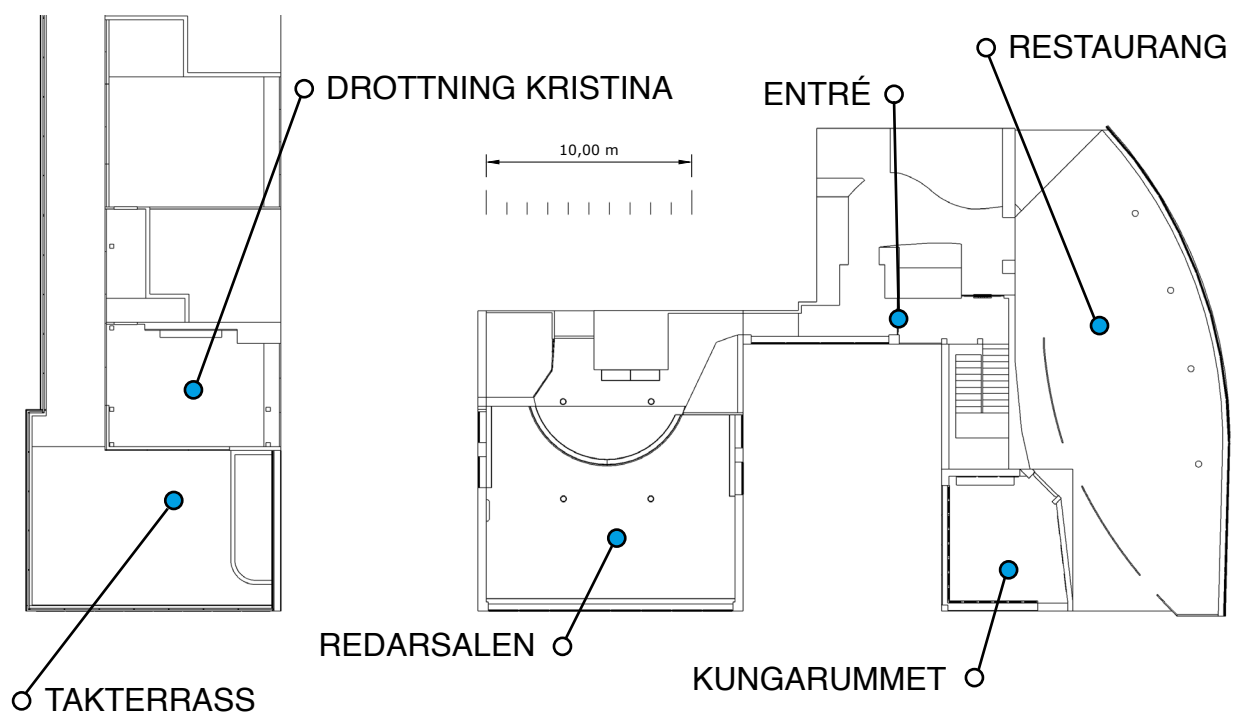 RESTAURANG
DROTTNING KRISTINA
ENTRÉ
10,00 m
REDARSALEN
KUNGARUMMET
TAKTERRASS